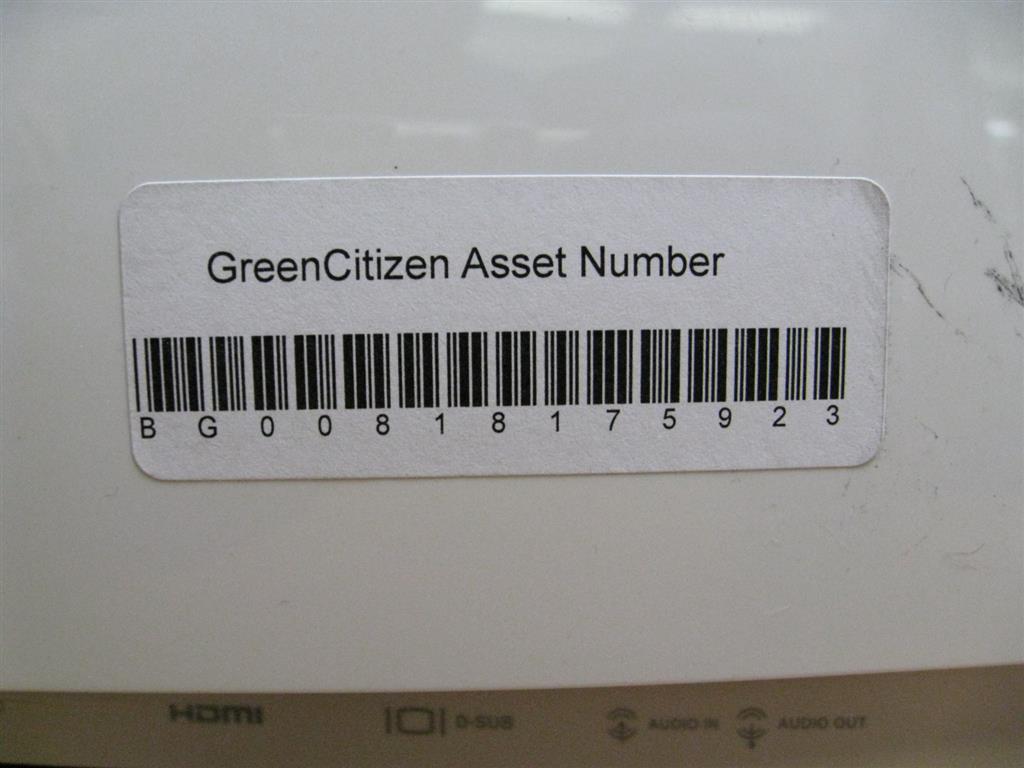 GreenCitizen Asset Number
B G 0 0 8 1 8 1 7 5 9 2 3
HDMI D-SUB AUDIO IN AUDIO OUT